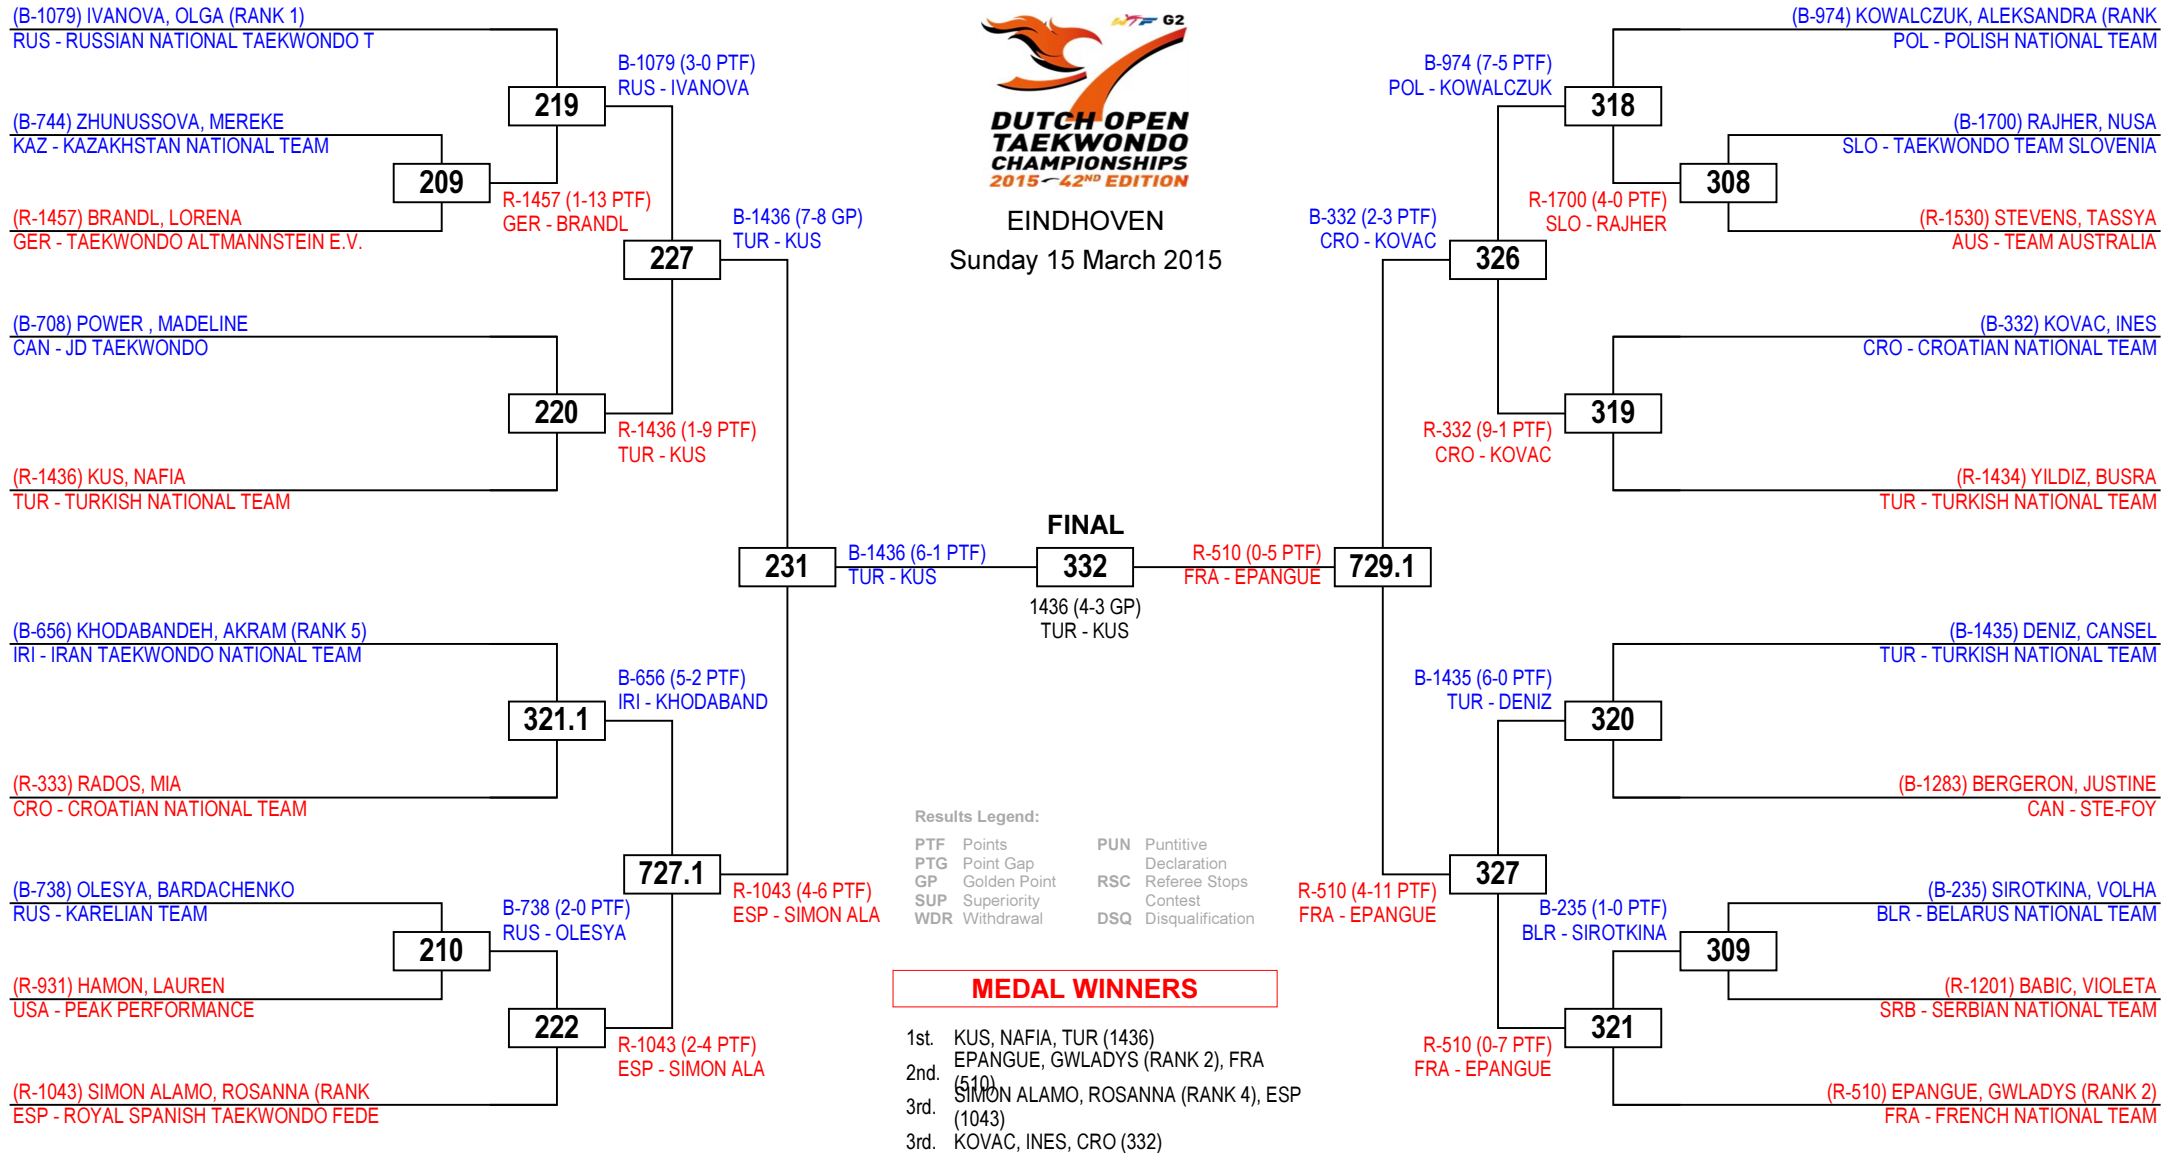 (B-1079) IVANOVA, OLGA (RANK 1)
RUS - RUSSIAN NATIONAL TAEKWONDO T
(B-744) ZHUNUSSOVA, MEREKE
KAZ - KAZAKHSTAN NATIONAL TEAM
(R-1457) BRANDL, LORENA
GER - TAEKWONDO ALTMANNSTEIN E.V.
(B-708) POWER , MADELINE
CAN - JD TAEKWONDO
(R-1436) KUS, NAFIA
TUR - TURKISH NATIONAL TEAM
(B-656) KHODABANDEH, AKRAM (RANK 5)
IRI - IRAN TAEKWONDO NATIONAL TEAM
(R-333) RADOS, MIA
CRO - CROATIAN NATIONAL TEAM
(B-738) OLESYA, BARDACHENKO
RUS - KARELIAN TEAM
(R-931) HAMON, LAUREN
USA - PEAK PERFORMANCE
(R-1043) SIMON ALAMO, ROSANNA (RANK
ESP - ROYAL SPANISH TAEKWONDO FEDE
209
R-1457 (1-13 PTF)
GER - BRANDL
210
B-738 (2-0 PTF)
RUS - OLESYA
219
B-1079 (3-0 PTF)
RUS - IVANOVA
220
R-1436 (1-9 PTF)
TUR - KUS
321.1
B-656 (5-2 PTF)
IRI - KHODABAND
222
R-1043 (2-4 PTF)
ESP - SIMON ALA
227
B-1436 (7-8 GP)
TUR - KUS
727.1
R-1043 (4-6 PTF)
ESP - SIMON ALA
231
B-1436 (6-1 PTF)
TUR - KUS
WTF G2
DUTCH OPEN
TAEKWONDO
CHAMPIONSHIPS
2015 - 42ND EDITION
EINDHOVEN
Sunday 15 March 2015
FINAL
332
1436 (4-3 GP)
TUR - KUS
R-510 (0-5 PTF)
FRA - EPANGUE
729.1
B-332 (2-3 PTF)
CRO - KOVAC
326
R-510 (4-11 PTF)
FRA - EPANGUE
327
B-974 (7-5 PTF)
POL - KOWALCZUK
318
R-332 (9-1 PTF)
CRO - KOVAC
319
B-1435 (6-0 PTF)
TUR - DENIZ
320
R-510 (0-7 PTF)
FRA - EPANGUE
321
R-1700 (4-0 PTF)
SLO - RAJHER
308
B-235 (1-0 PTF)
BLR - SIROTKINA
309
(B-974) KOWALCZUK, ALEKSANDRA (RANK
POL - POLISH NATIONAL TEAM
(B-1700) RAJHER, NUSA
SLO - TAEKWONDO TEAM SLOVENIA
(R-1530) STEVENS, TASSYA
AUS - TEAM AUSTRALIA
(B-332) KOVAC, INES
CRO - CROATIAN NATIONAL TEAM
(R-1434) YILDIZ, BUSRA
TUR - TURKISH NATIONAL TEAM
(B-1435) DENIZ, CANSEL
TUR - TURKISH NATIONAL TEAM
(B-1283) BERGERON, JUSTINE
CAN - STE-FOY
(B-235) SIROTKINA, VOLHA
BLR - BELARUS NATIONAL TEAM
(R-1201) BABIC, VIOLETA
SRB - SERBIAN NATIONAL TEAM
(R-510) EPANGUE, GWLADYS (RANK 2)
FRA - FRENCH NATIONAL TEAM
Results Legend:
PTF Points
PTG Point Gap
GP Golden Point
SUP Superiority
WDR Withdrawal
PUN Puntitive
Declaration
RSC Referee Stops
Contest
DSQ Disqualification
MEDAL WINNERS
1st. KUS, NAFIA, TUR (1436)
2nd. EPANGUE, GWLADYS (RANK 2), FRA
(510)
3rd. SIMON ALAMO, ROSANNA (RANK 4), ESP
(1043)
3rd. KOVAC, INES, CRO (332)